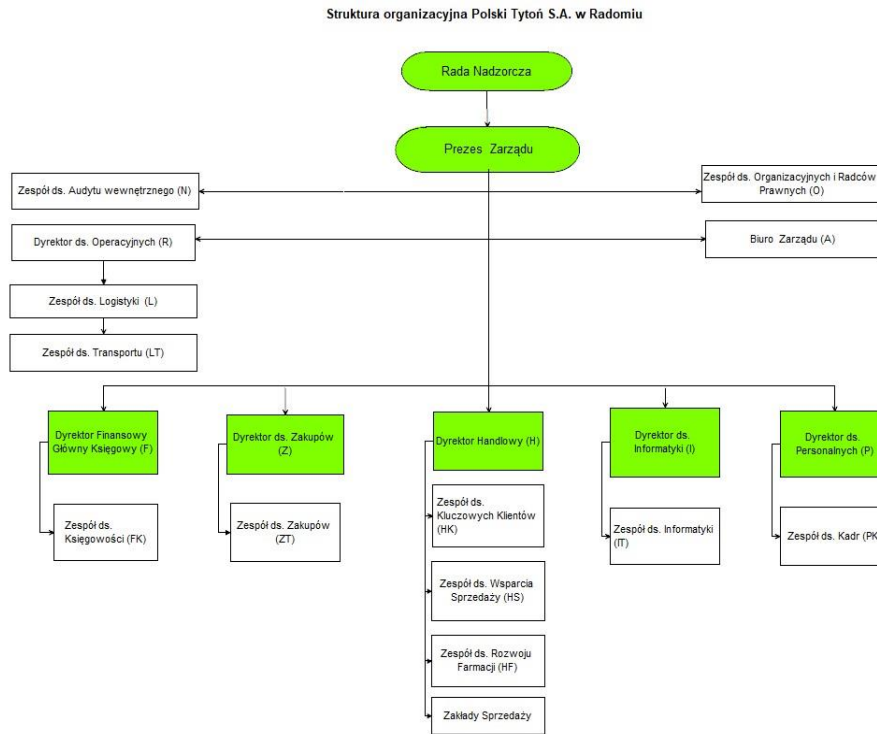 Struktura organizacyjna Polski Tytoń S.A. w Radomiu
Rada Nadzorcza
Prezes Zarządu
Zespół ds. Audytu wewnętrznego (N)
Zespół ds. Organizacyjnych i Radców
Prawnych (O)
Dyrektor ds. Operacyjnych (R)
Biuro Zarządu (A)
Zespół ds. Logistyki (L)
Zespół ds. Transportu (LT)
Dyrektor Finansowy
Główny Księgowy (F)
Dyrektor ds. Zakupów
(Z)
Dyrektor Handlowy (H)
Dyrektor ds.
Informatyki (I)
Dyrektor ds.
Personalnych (P)
Zespół ds.
Księgowości (FK)
Zespół ds. Zakupów
(ZT)
Zespół ds.
Kluczowych Klientów
(HK)
Zespół ds. Informatyki
(IT)
Zespół ds. Kadr (PK
Zespół ds. Wsparcia
Sprzedaży (HS)
Zespół ds. Rozwoju
Farmacji (HF)
Zakłady Sprzedaży